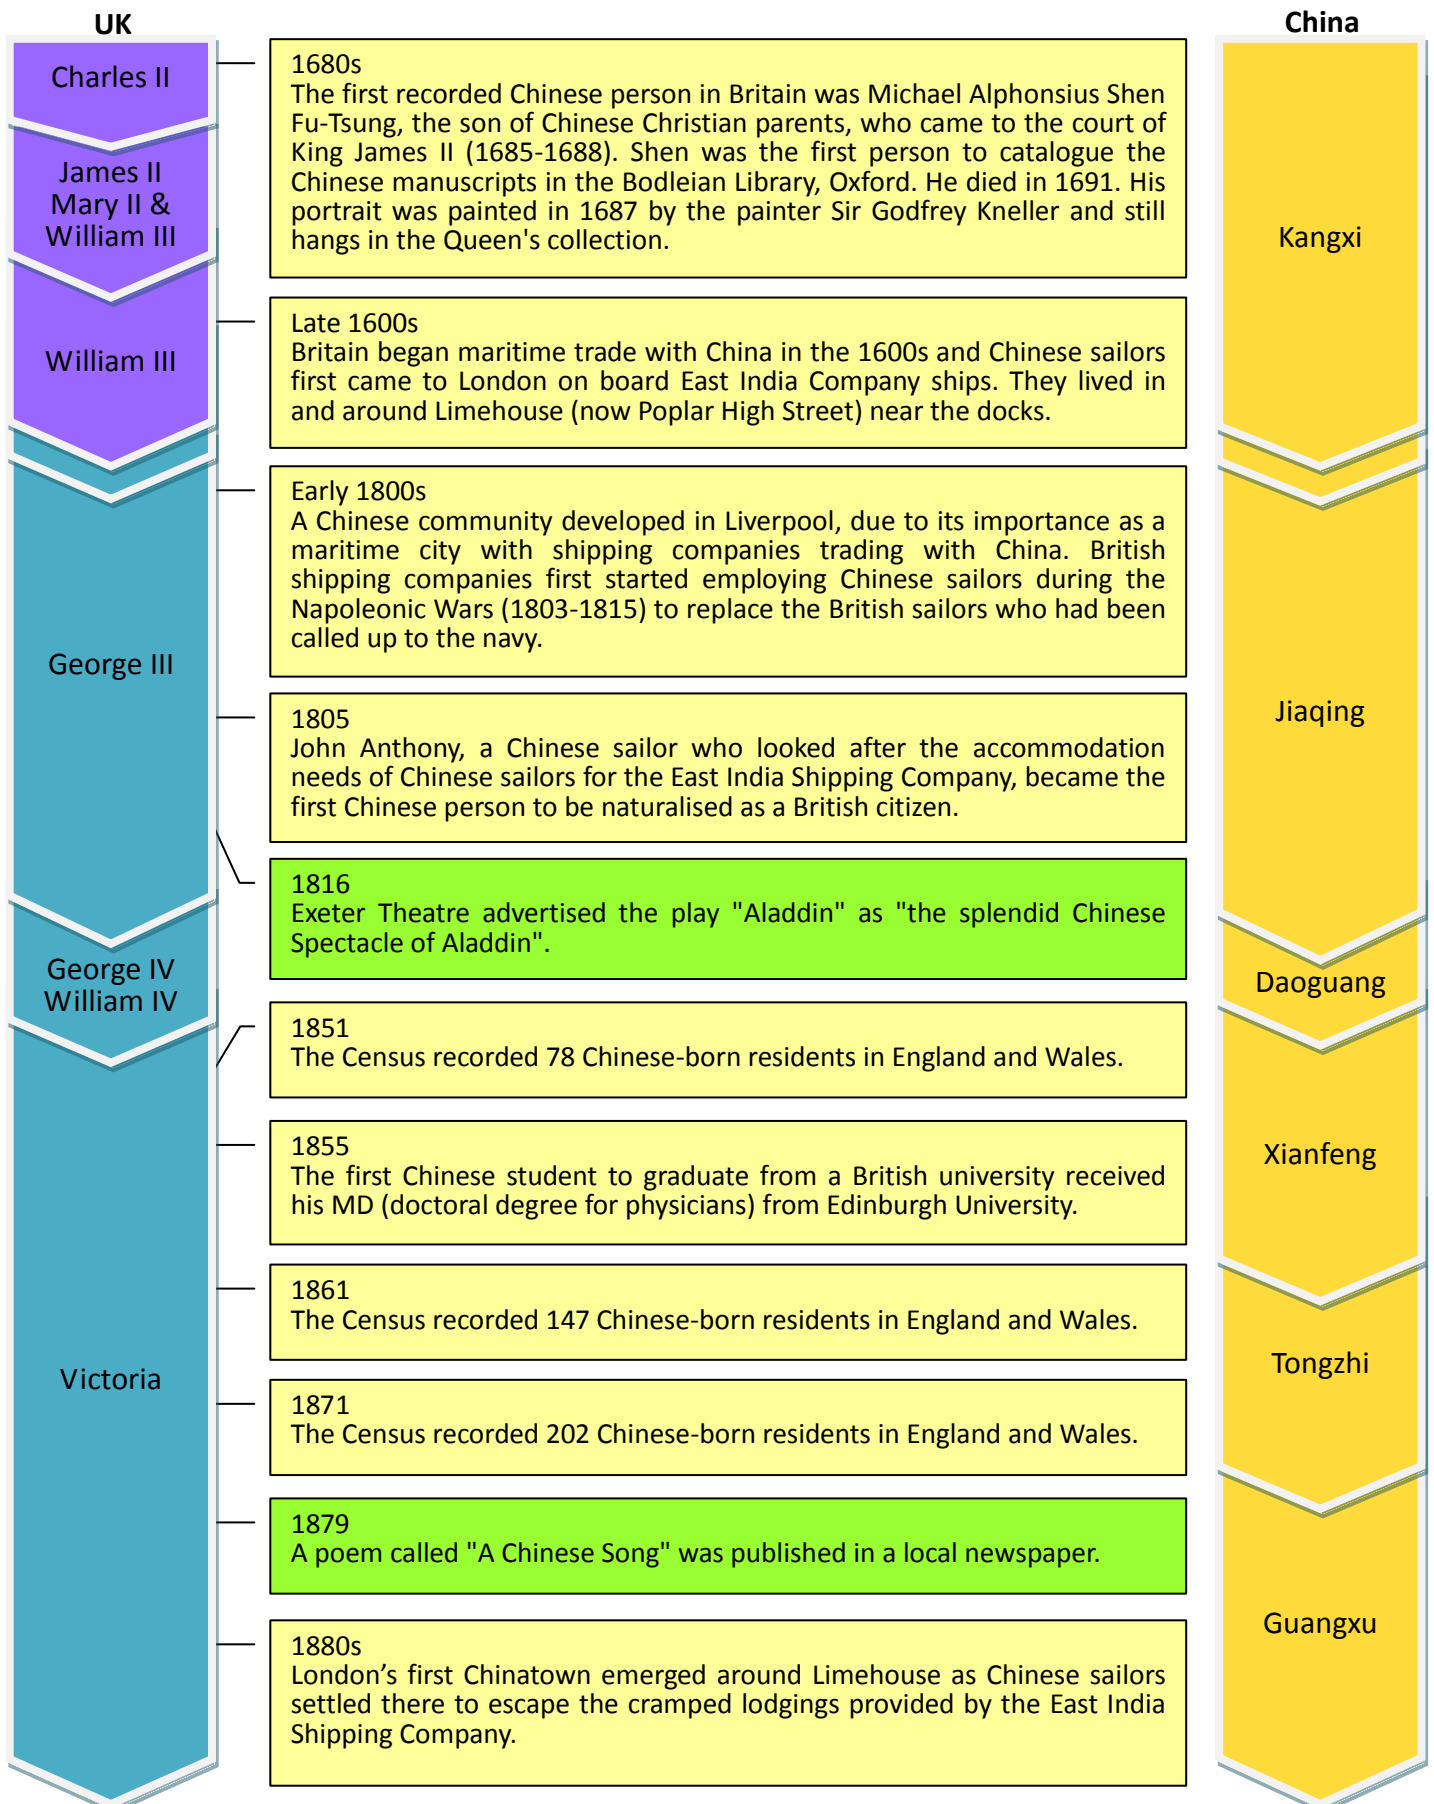 UK
China
Charles II
James II
Mary II &
William III
William III
George III
George IV
William IV
Victoria
1680s
The first recorded Chinese person in Britain was Michael Alphonsius Shen
Fu-Tsung, the son of Chinese Christian parents, who came to the court of
King James II (1685-1688). Shen was the first person to catalogue the
Chinese manuscripts in the Bodleian Library, Oxford. He died in 1691. His
portrait was painted in 1687 by the painter Sir Godfrey Kneller and still
hangs in the Queen's collection.
Late 1600s
Britain began maritime trade with China in the 1600s and Chinese sailors
first came to London on board East India Company ships. They lived in
and around Limehouse (now Poplar High Street) near the docks.
Early 1800s
A Chinese community developed in Liverpool, due to its importance as a
maritime city with shipping companies trading with China. British
shipping companies first started employing Chinese sailors during the
Napoleonic Wars (1803-1815) to replace the British sailors who had been
called up to the navy.
1805
John Anthony, a Chinese sailor who looked after the accommodation
needs of Chinese sailors for the East India Shipping Company, became the
first Chinese person to be naturalised as a British citizen.
1816
Exeter Theatre advertised the play "Aladdin" as "the splendid Chinese
Spectacle of Aladdin".
1851
The Census recorded 78 Chinese-born residents in England and Wales.
1855
The first Chinese student to graduate from a British university received
his MD (doctoral degree for physicians) from Edinburgh University.
1861
The Census recorded 147 Chinese-born residents in England and Wales.
1871
The Census recorded 202 Chinese-born residents in England and Wales.
1879
A poem called "A Chinese Song" was published in a local newspaper.
1880s
London’s first Chinatown emerged around Limehouse as Chinese sailors
settled there to escape the cramped lodgings provided by the East India
Shipping Company.
Kangxi
Jiaqing
Daoguang
Xianfeng
Tongzhi
Guangxu